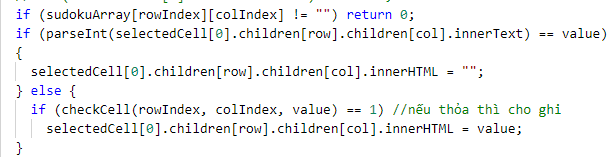 if (sudokuArray[rowIndex][colIndex] != "") return 0;
if (parseInt(selectedCell[0].children[row].children[col].innerText) == value)
{
  selectedCell[0].children[row].children[col].innerHTML = "";
} else {
  if (checkCell(rowIndex, colIndex, value) == 1) //nếu thỏa thì cho ghi
    selectedCell[0].children[row].children[col].innerHTML = value;
}